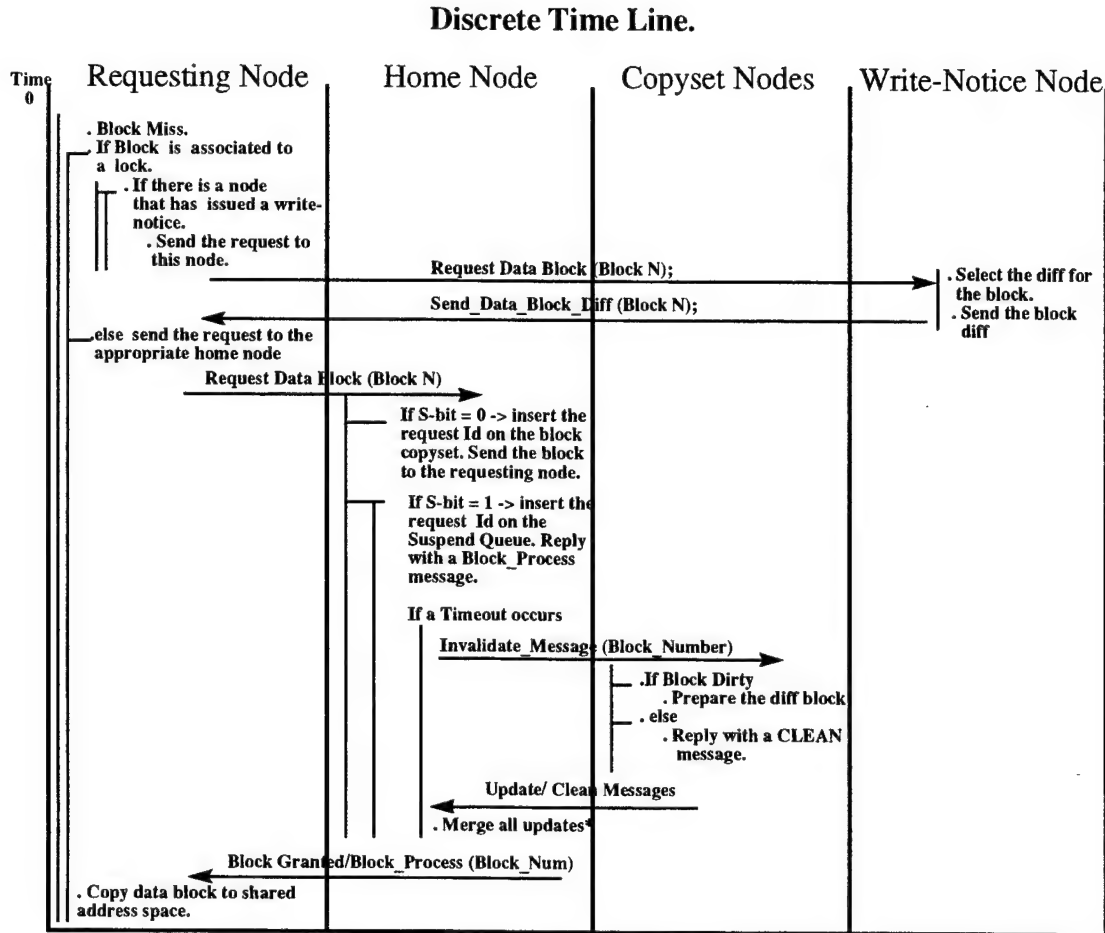 Discrete Time Line.
Time
0
Requesting Node
Home Node
Copyset Nodes
Write-Notice Node
. Block Miss.
. If Block is associated to
a lock.
. If there is a node
that has issued a write-
notice.
. Send the request to
this node.
Request Data Block (Block N);
. Select the diff for
the block.
. Send the block
diff
Send_Data_Block_Diff (Block N);
.else send the request to the
appropriate home node
Request Data Block (Block N)
If S-bit = 0 -> insert the
request Id on the block
copyset. Send the block
to the requesting node.
If S-bit = 1 -> insert the
request Id on the
Suspend Queue. Reply
with a Block_Process
message.
If a Timeout occurs
Invalidate_Message (Block_Number)
.If Block Dirty
. Prepare the diff block
. else
. Reply with a CLEAN
message.
Update/ Clean Messages
. Merge all updates*
Block Granted/Block_Process (Block_Num)
. Copy data block to shared
address space.